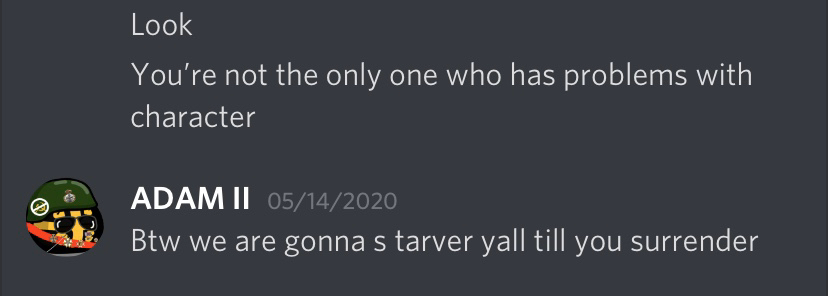 Look
You’re not the only one who has problems with
character
ADAM II 05/14/2020
Btw we are gonna s tarver yall till you surrender